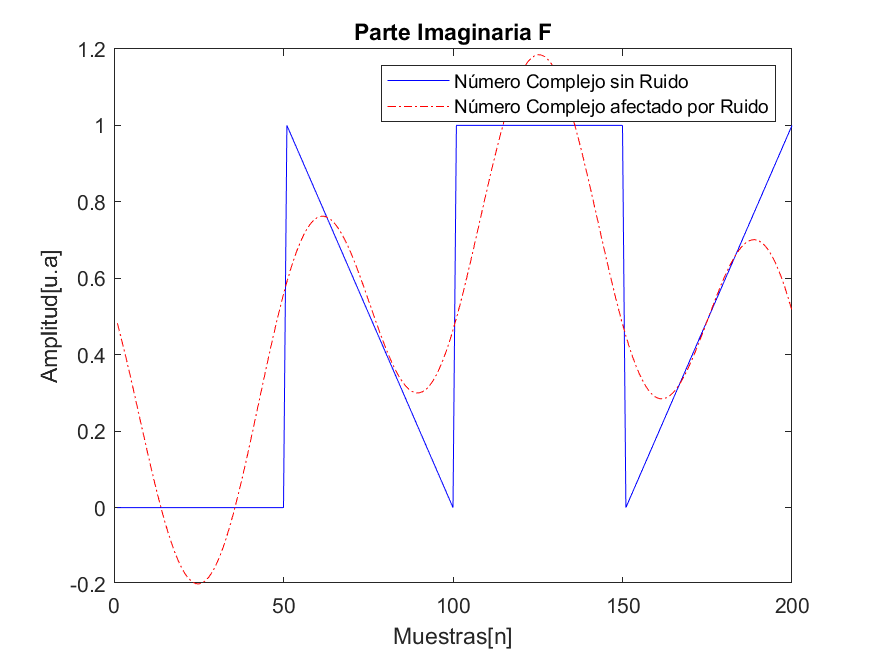 Parte Imaginaria F
Número Complejo sin Ruido
Número Complejo afectado por Ruido
1.2
1
0.8
0.6
0.4
0.2
0
-0.2
Amplitud[u.a]
0 50 100 150 200
Muestras[n]